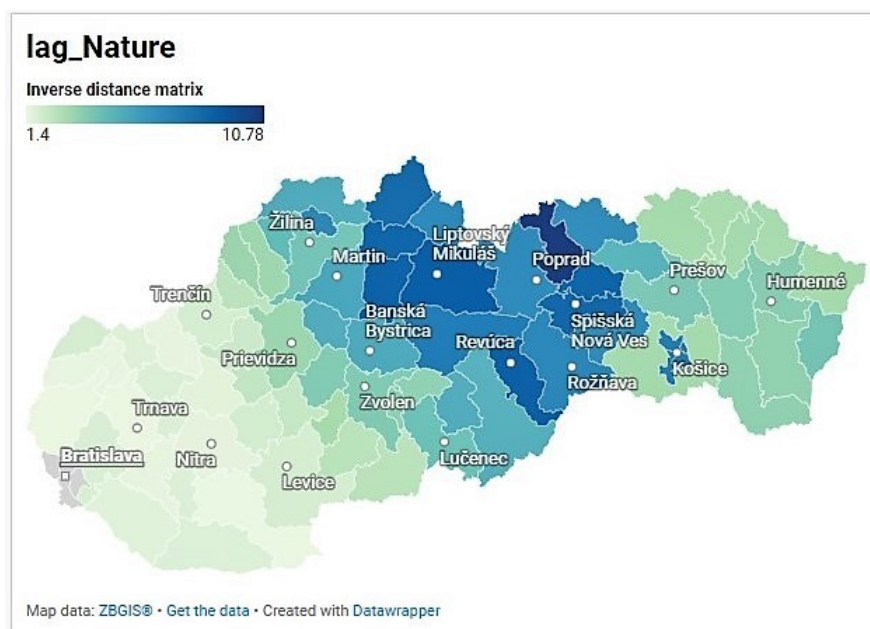 lag_Nature
Inverse distance matrix
1.4 10.78
Žilina
Liptovský
Mikuláš
Martin
Poprad
Prešov
Humenné
Trenčín
Banská
Bystrica
Spišská
Nová Ves
Revúca
Prievidza
Rožňava
Košice
Zvolen
Trnava
Bratislava
Nitra
Lučenec
Levice
Map data: ZBGIS® • Get the data • Created with Datawrapper